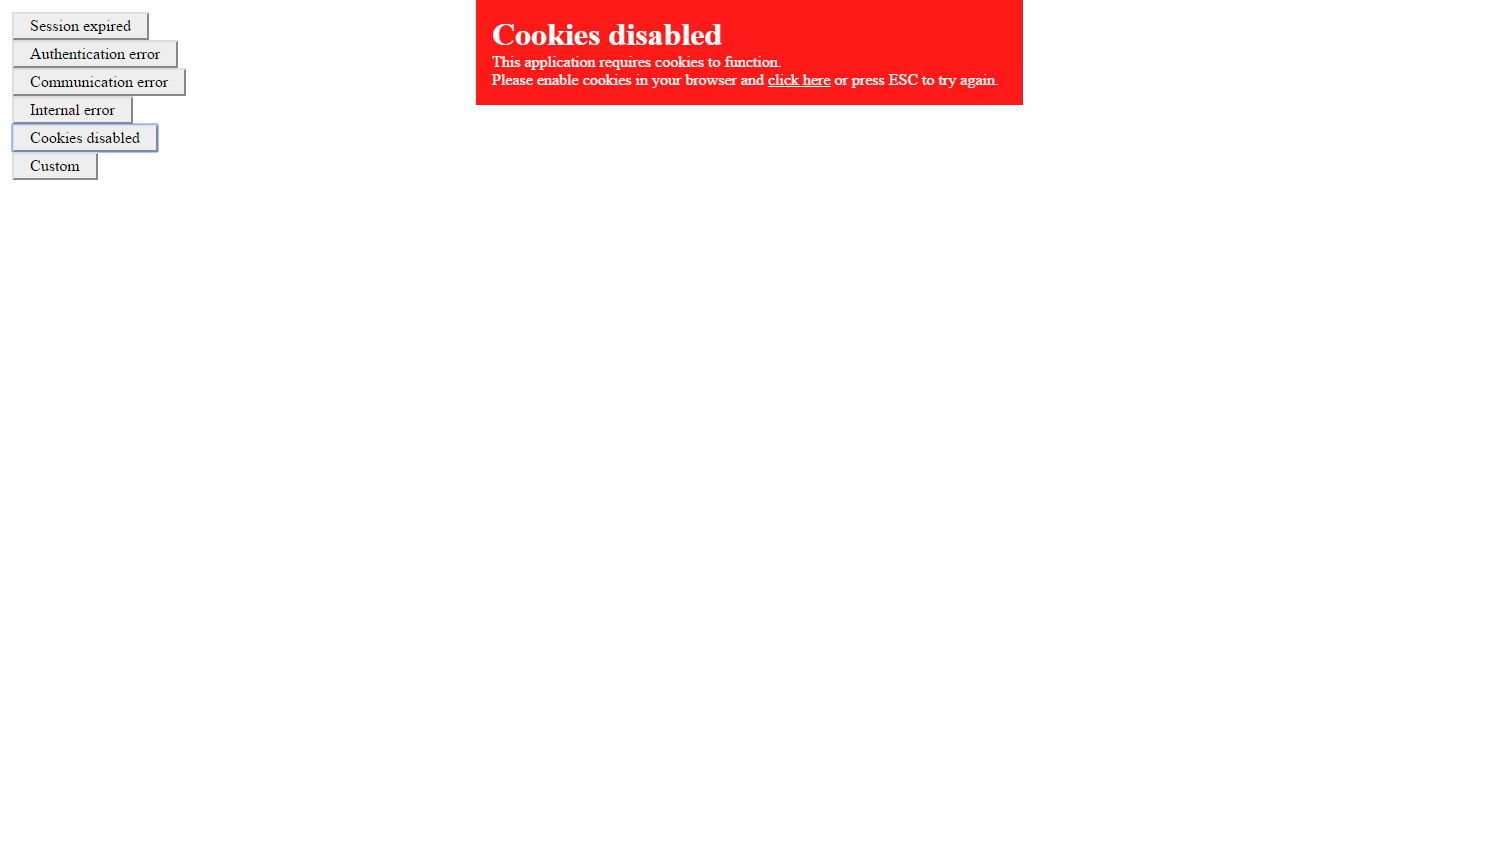 Session expired
Authentication error
Communication error
Internal error
Cookies disabled
Custom
Cookies disabled
This application requires cookies to function.
Please enable cookies in your browser and click here or press ESC to try again.